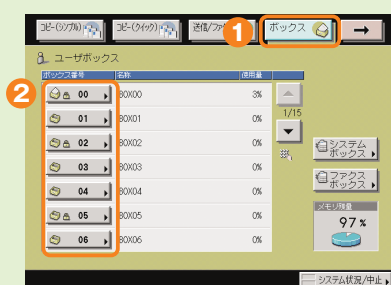 コピー(シンプル) コピー(クイック) 送信/ファ 1 ボックス →
ユーザボックス
2
ボックス番号 名称 使用量
00 BOX00 3%
01 BOX01 0%
02 BOX02 0%
03 BOX03 0%
04 BOX04 0%
05 BOX05 0%
06 BOX06 0%
1/15
システム
ボックス
ファクス
ボックス
メモリ残量
97%
システム状況/中止